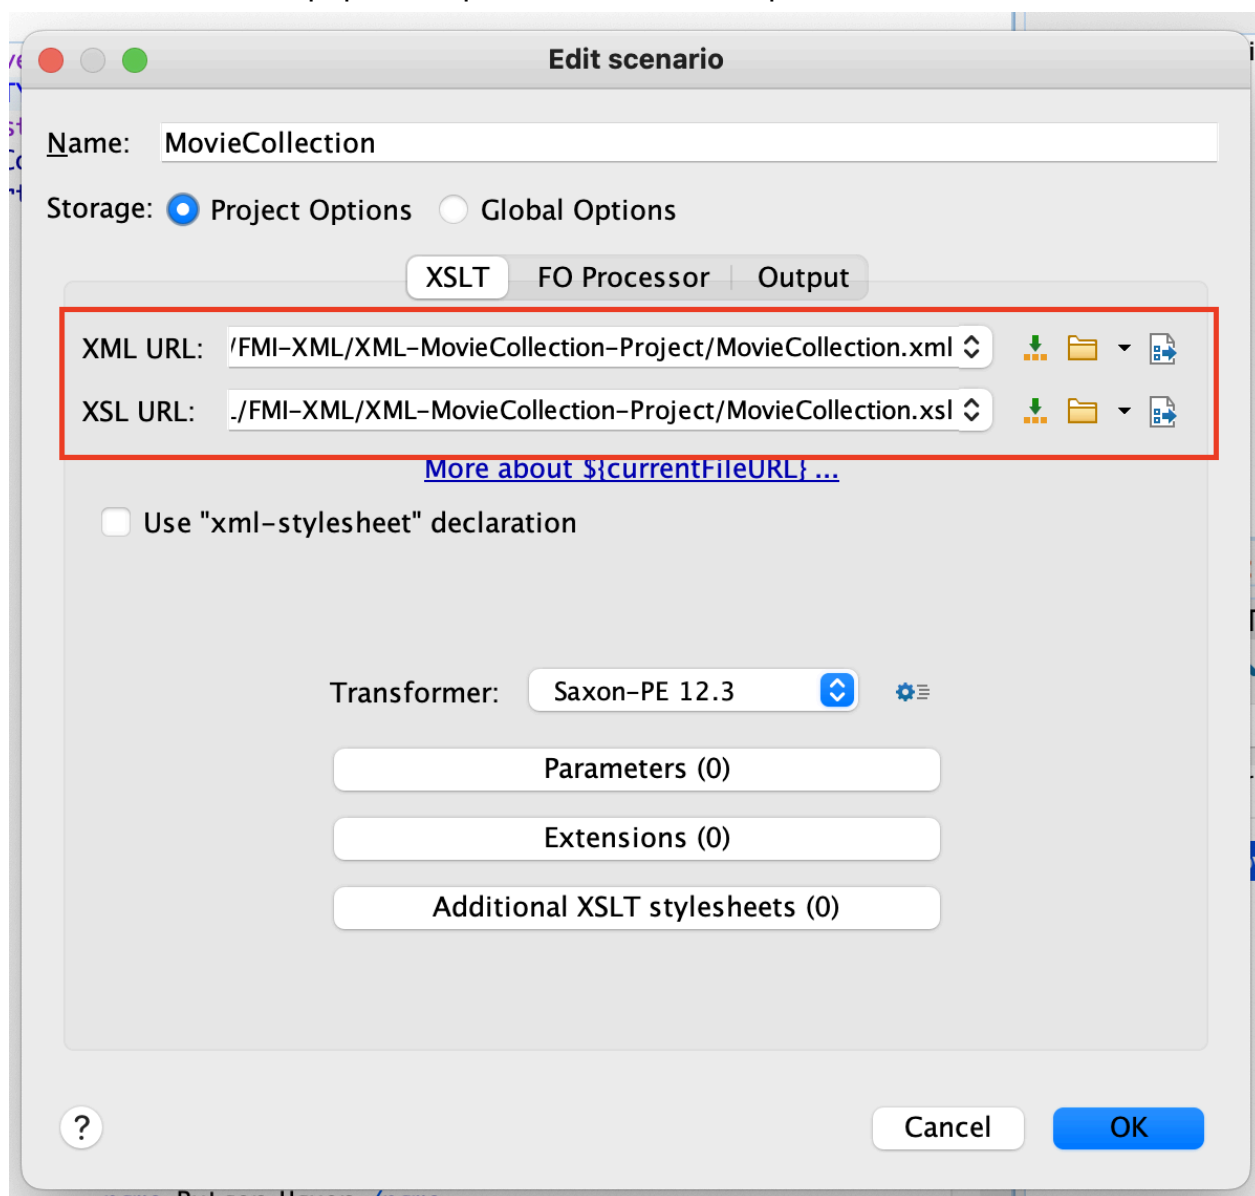 Edit scenario
Name: MovieCollection
Storage: Project Options Global Options
XSLT FO Processor Output
XML URL: /FMI-XML/XML-MovieCollection-Project/MovieCollection.xml
XSL URL: ./FMI-XML/XML-MovieCollection-Project/MovieCollection.xsl
More about ${currentFileURL} ...
Use "xml-stylesheet" declaration
Transformer: Saxon-PE 12.3
Parameters (0)
Extensions (0)
Additional XSLT stylesheets (0)
? Cancel OK